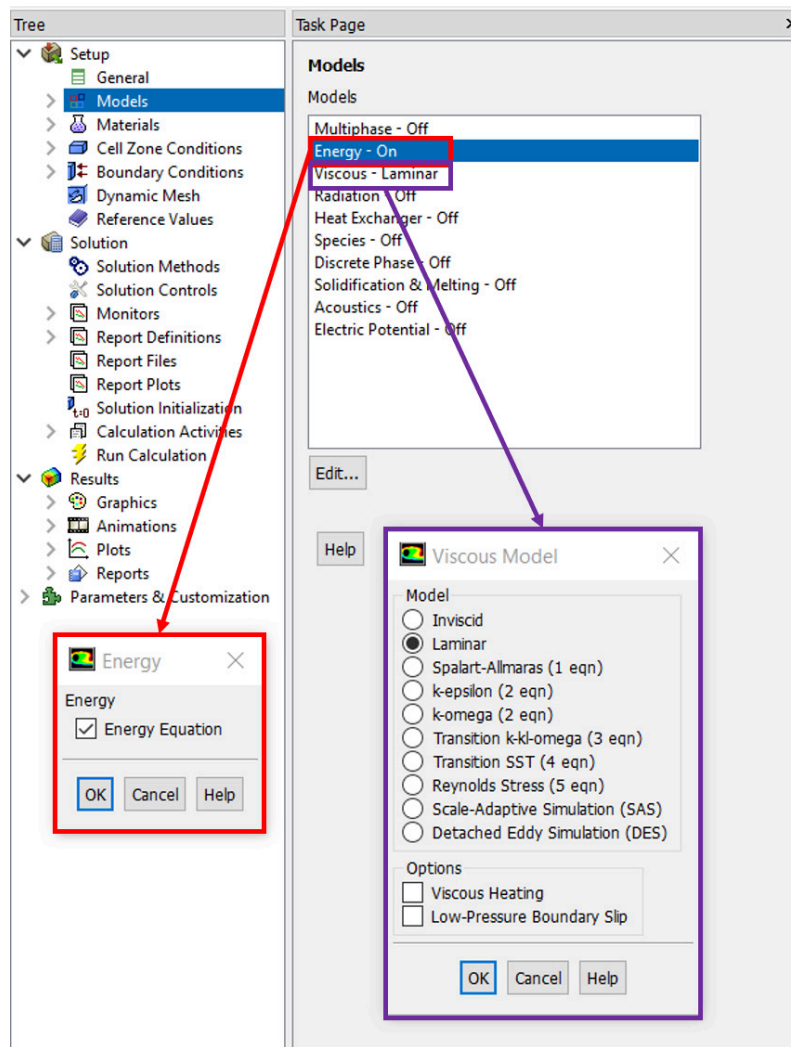 Tree
Setup
General
Models
Materials
Cell Zone Conditions
Boundary Conditions
Dynamic Mesh
Reference Values
Solution
Solution Methods
Solution Controls
Monitors
Report Definitions
Report Files
Report Plots
t=0 Solution Initialization
Calculation Activities
Run Calculation
Results
Graphics
Animations
Plots
Reports
Parameters & Customization
Task Page
Models
Models
Multiphase - Off
Energy - On
Viscous - Laminar
Radiation - Off
Heat Exchanger - Off
Species - Off
Discrete Phase - Off
Solidification & Melting - Off
Acoustics - Off
Electric Potential - Off
Edit...
Help
Energy
Energy
Energy Equation
OK Cancel Help
Viscous Model
Model
Inviscid
Laminar
Spalart-Allmaras (1 eqn)
k-epsilon (2 eqn)
k-omega (2 eqn)
Transition k-kl-omega (3 eqn)
Transition SST (4 eqn)
Reynolds Stress (5 eqn)
Scale-Adaptive Simulation (SAS)
Detached Eddy Simulation (DES)
Options
Viscous Heating
Low-Pressure Boundary Slip
OK Cancel Help